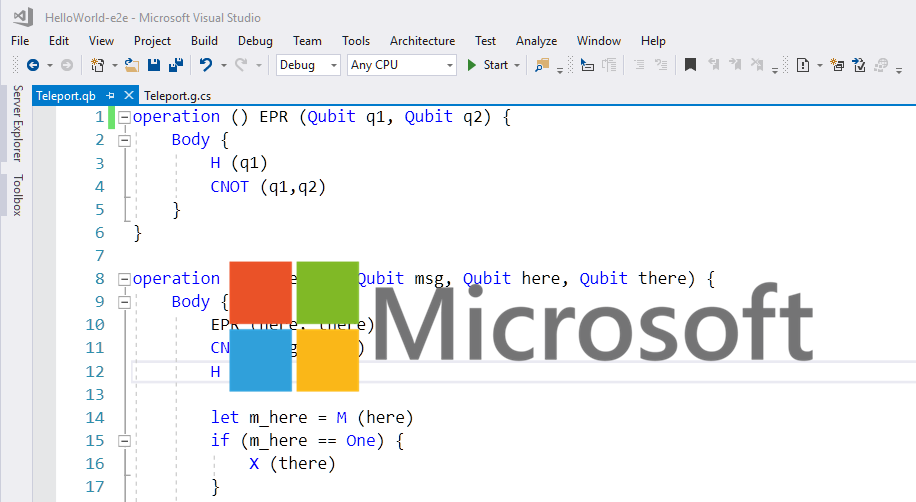 HelloWorld-e2e - Microsoft Visual Studio
File Edit View Project Build Debug Team Tools Architecture Test Analyze Window Help
Debug Any CPU Start
Server Explorer
Toolbox
Teleport.qb Teleport.g.cs
1 operation () EPR (Qubit q1, Qubit q2) {
2 Body {
3 H (q1)
4 CNOT (q1,q2)
5 }
6 }
7
8 operation Qubit msg, Qubit here, Qubit there) {
9 Body {
10 EPR (here, there)
11 )
12 H
13
14 let m_here = M (here)
15 if (m_here == One) {
16 X (there)
17 }
Microsoft